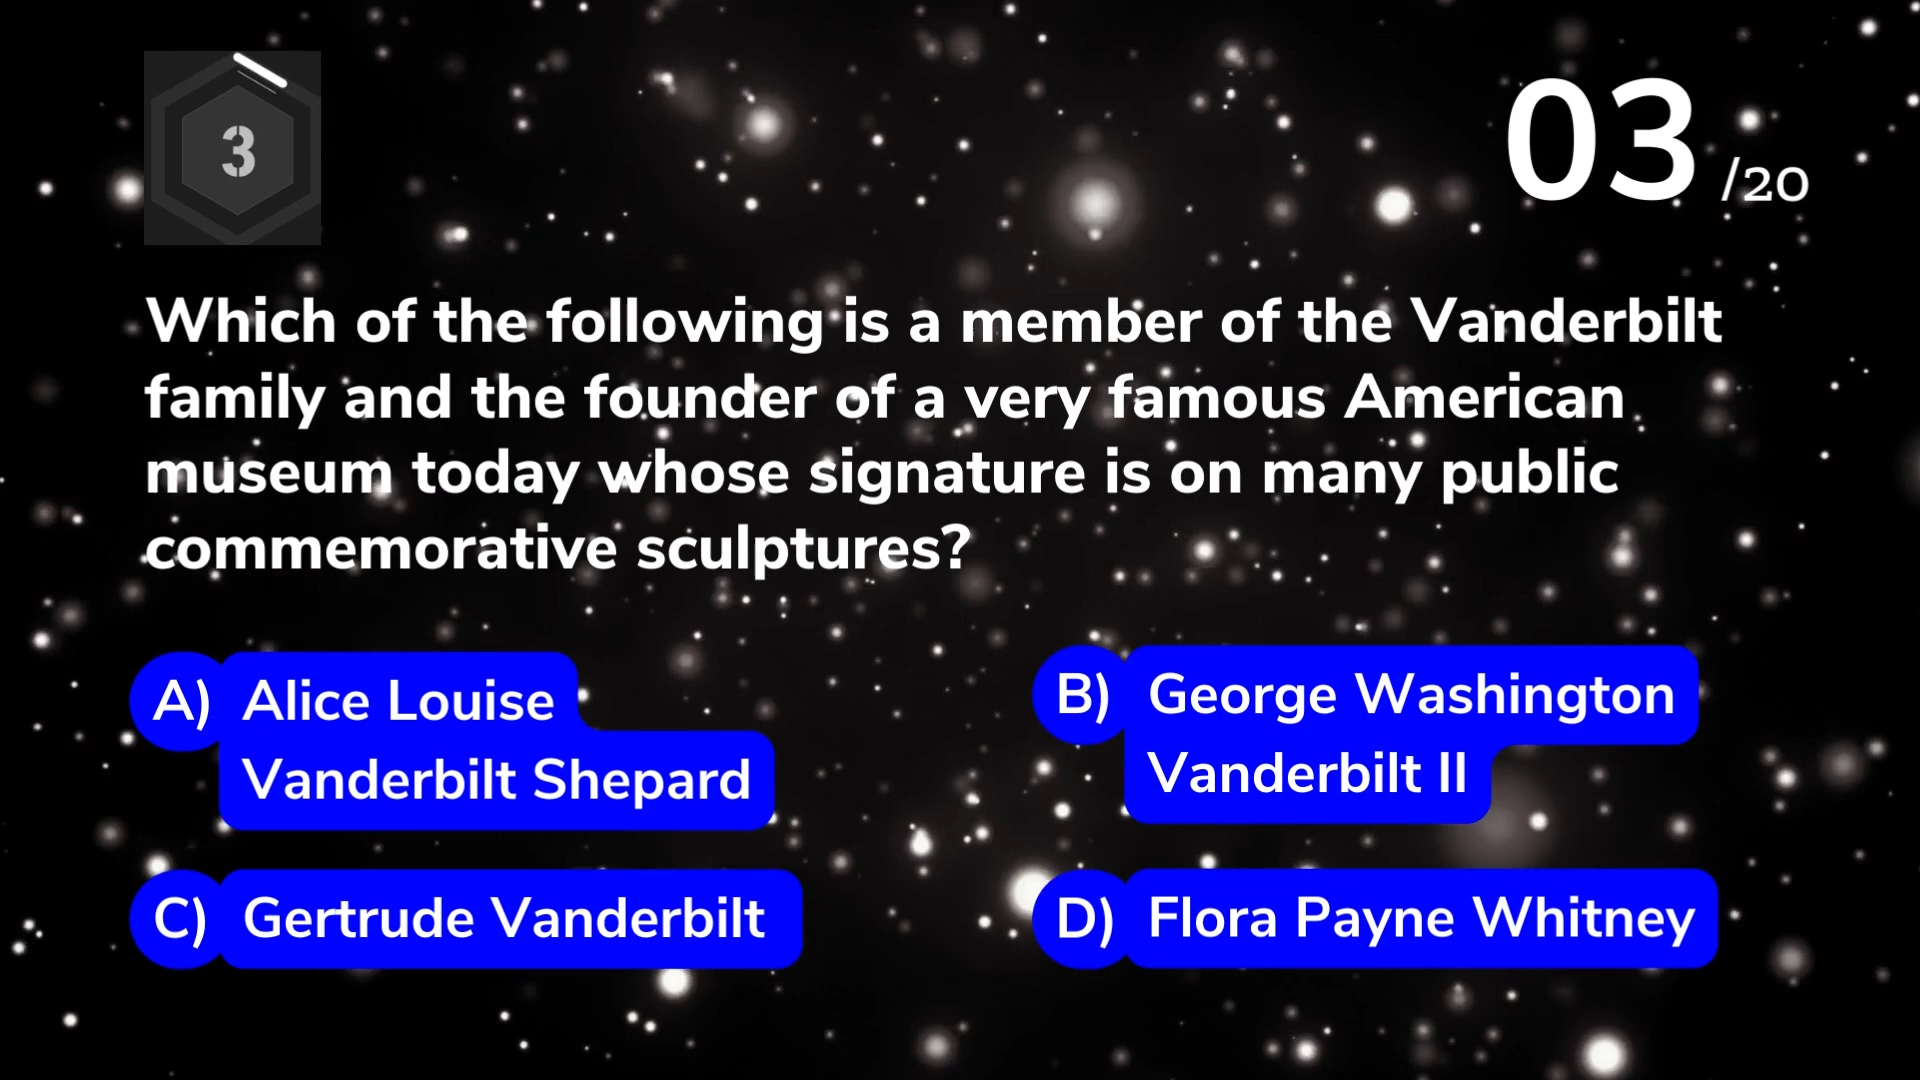 3
03 /20
Which of the following is a member of the Vanderbilt
family and the founder of a very famous American
museum today whose signature is on many public
commemorative sculptures?
A) Alice Louise
Vanderbilt Shepard
B) George Washington
Vanderbilt II
C) Gertrude Vanderbilt
D) Flora Payne Whitney